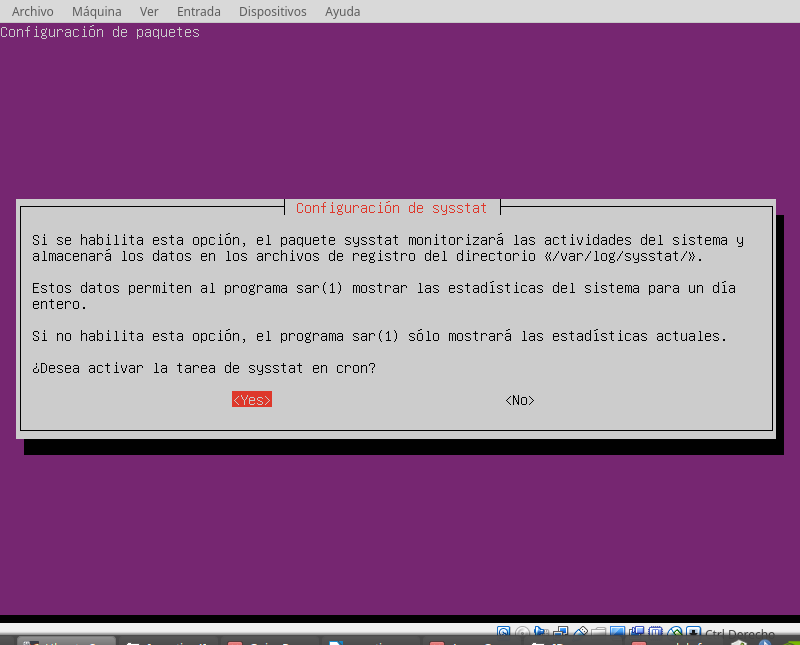 Archivo Máquina Ver Entrada Dispositivos Ayuda
Configuración de paquetes
Configuración de sysstat
Si se habilita esta opción, el paquete sysstat monitorizará las actividades del sistema y
almacenará los datos en los archivos de registro del directorio «/var/log/sysstat/».
Estos datos permiten al programa sar(1) mostrar las estadísticas del sistema para un día
entero.
Si no habilita esta opción, el programa sar(1) sólo mostrará las estadísticas actuales.
¿Desea activar la tarea de sysstat en cron?
<Yes> <No>
Ctrl Derecho